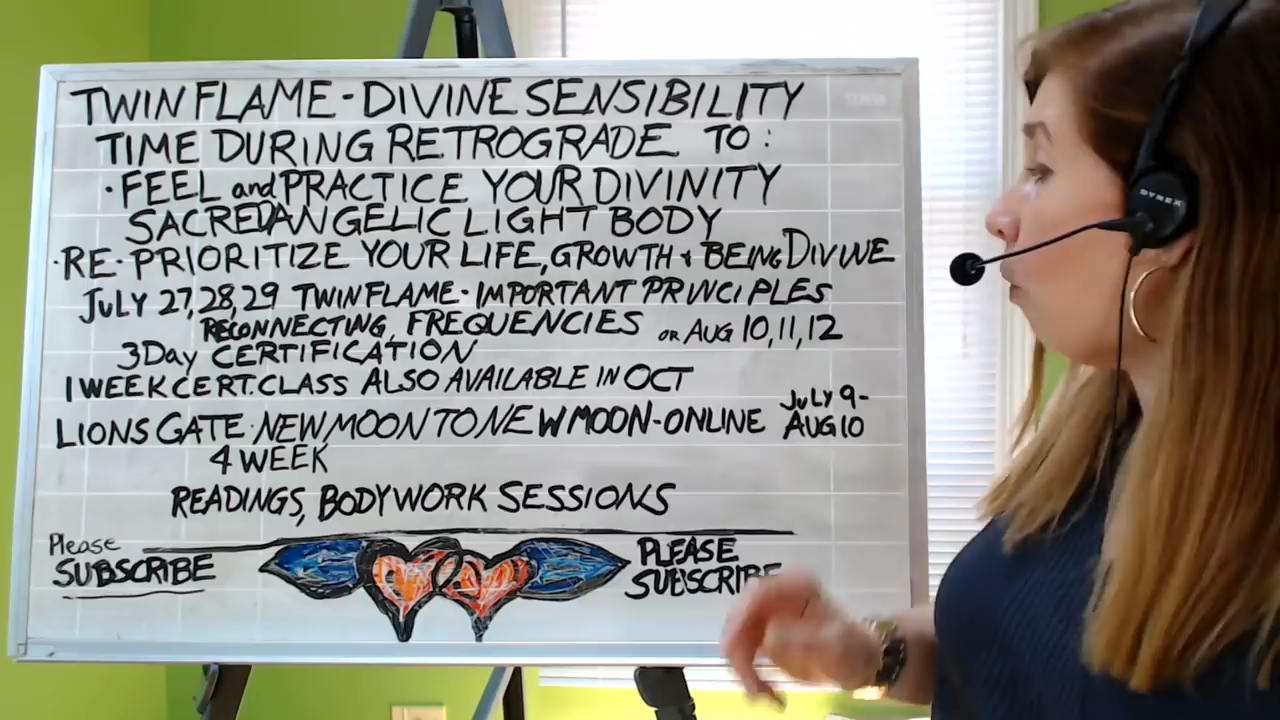 TWIN FLAME - DIVINE SENSIBILITY
TIME DURING RETROGRADE TO:
· FEEL and PRACTICE YOUR DIVINITY
SACRED ANGELIC LIGHT BODY
· RE-PRIORITIZE YOUR LIFE, GROWTH + BEING DIVINE
JULY 27, 28, 29 TWIN FLAME - IMPORTANT PRINCIPLES
RECONNECTING, FREQUENCIES OR AUG 10, 11, 12
3 Day CERTIFICATION
1 WEEK CERT. CLASS ALSO AVAILABLE IN OCT
LIONS GATE - NEW MOON TO NEW MOON - ONLINE JULY 9 - AUG 10
4 WEEK
READINGS, BODYWORK SESSIONS
Please
SUBSCRIBE
PLEASE
SUBSCRIBE
DYNEX